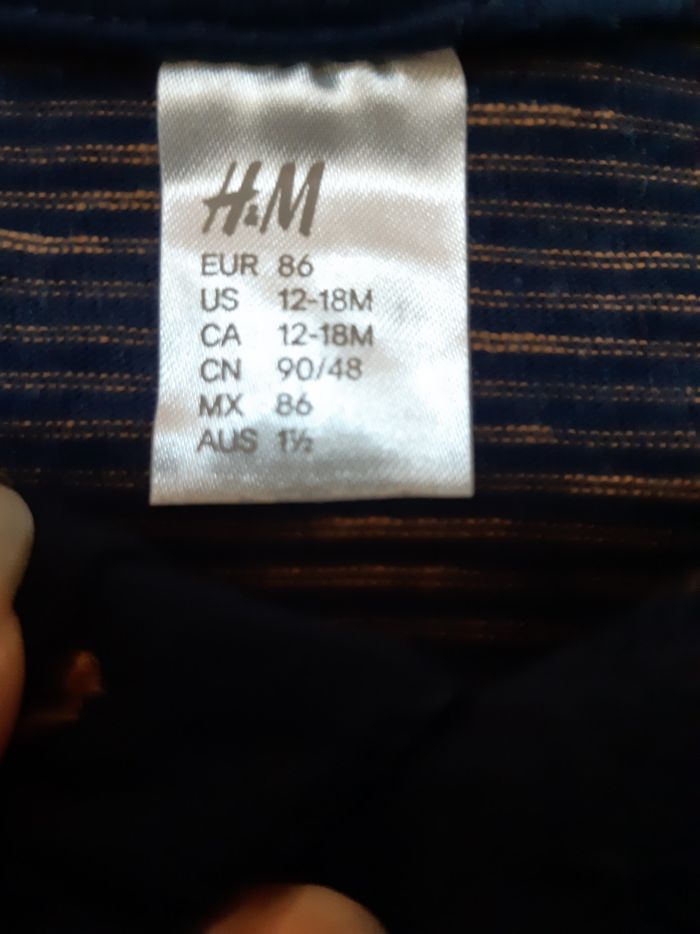 H&M
EUR 86
US 12-18M
CA 12-18M
CN 90/48
MX 86
AUS 1½